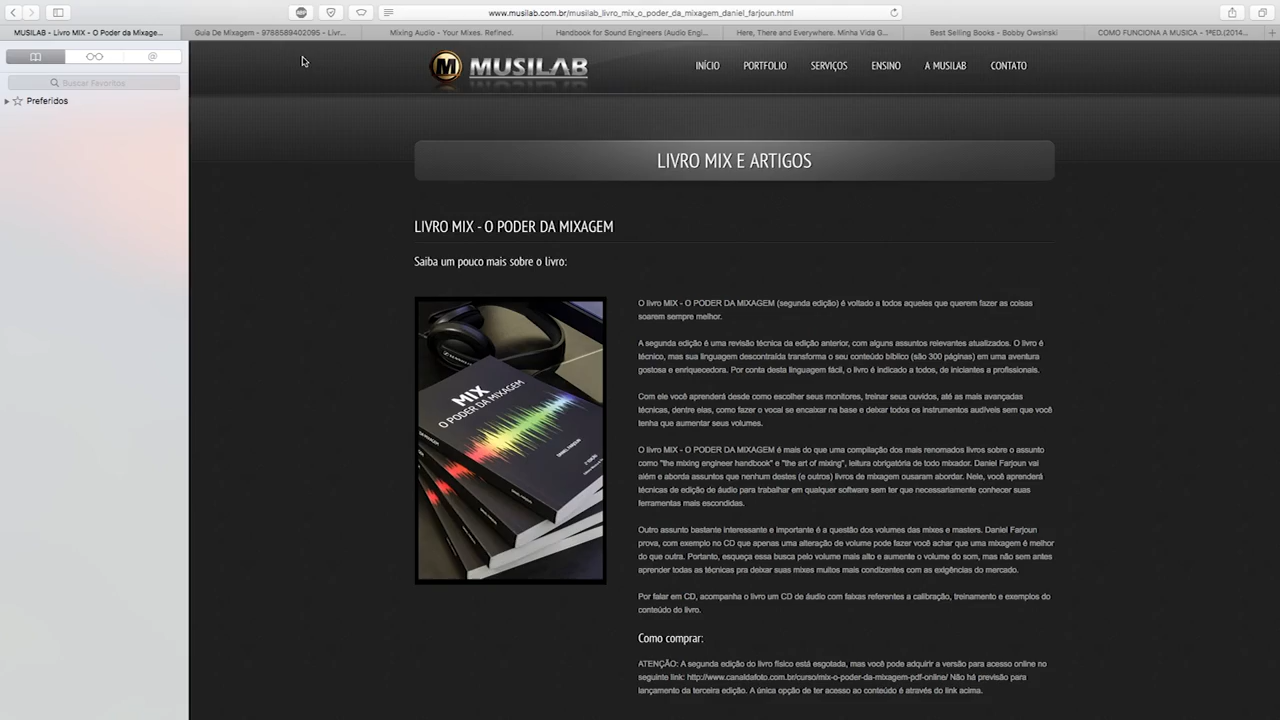 www.musilab.com.br/musilab_livro_mix_o_poder_da_mixagem_daniel_farjoun.html
MUSILAB - Livro MIX - O Poder da Mixage...
Guia De Mixagem - 9788589402095 - Livr...
Mixing Audio - Your Mixes. Refined.
Handbook for Sound Engineers (Audio Engi...
Here, There and Everywhere. Minha Vida G...
Best Selling Books - Bobby Owsinski
COMO FUNCIONA A MUSICA - 1ªED.(2014...
Buscar Favoritos
Preferidos
MUSILAB
INÍCIO
PORTFOLIO
SERVIÇOS
ENSINO
A MUSILAB
CONTATO
LIVRO MIX E ARTIGOS
LIVRO MIX - O PODER DA MIXAGEM
Saiba um pouco mais sobre o livro:
MIX
O PODER DA MIXAGEM
DANIEL FARJOUN
O livro MIX - O PODER DA MIXAGEM (segunda edição) é voltado a todos aqueles que querem fazer as coisas
soarem sempre melhor.
A segunda edição é uma revisão técnica da edição anterior, com alguns assuntos relevantes atualizados. O livro é
técnico, mas sua linguagem descontraída transforma o seu conteúdo bíblico (são 300 páginas) em uma aventura
gostosa e enriquecedora. Por conta desta linguagem fácil, o livro é indicado a todos, de iniciantes a profissionais.
Com ele você aprenderá desde como escolher seus monitores, treinar seus ouvidos, até as mais avançadas
técnicas, dentre elas, como fazer o vocal se encaixar na base e deixar todos os instrumentos audíveis sem que você
tenha que aumentar seus volumes.
O livro MIX - O PODER DA MIXAGEM é mais do que uma compilação dos mais renomados livros sobre o assunto
como "the mixing engineer handbook" e "the art of mixing", leitura obrigatória de todo mixador. Daniel Farjoun vai
além e aborda assuntos que nenhum destes (e outros) livros de mixagem ousaram abordar. Nele, você aprenderá
técnicas de edição de áudio para trabalhar em qualquer software sem ter que necessariamente conhecer suas
ferramentas mais escondidas.
Outro assunto bastante interessante e importante é a questão dos volumes das mixes e masters. Daniel Farjoun
prova, com exemplo no CD que apenas uma alteração de volume pode fazer você achar que uma mixagem é melhor
do que outra. Portanto, esqueça essa busca pelo volume mais alto e aumente o volume do som, mas não sem antes
aprender todas as técnicas pra deixar suas mixes muitos mais condizentes com as exigências do mercado.
Por falar em CD, acompanha o livro um CD de áudio com faixas referentes a calibração, treinamento e exemplos do
conteúdo do livro.
Como comprar:
ATENÇÃO: A segunda edição do livro físico está esgotada, mas você pode adquirir a versão para acesso online no
seguinte link: http://www.canaldafoto.com.br/curso/mix-o-poder-da-mixagem-pdf-online/ Não há previsão para
lançamento da terceira edição. A única opção de ter acesso ao conteúdo é através do link acima.